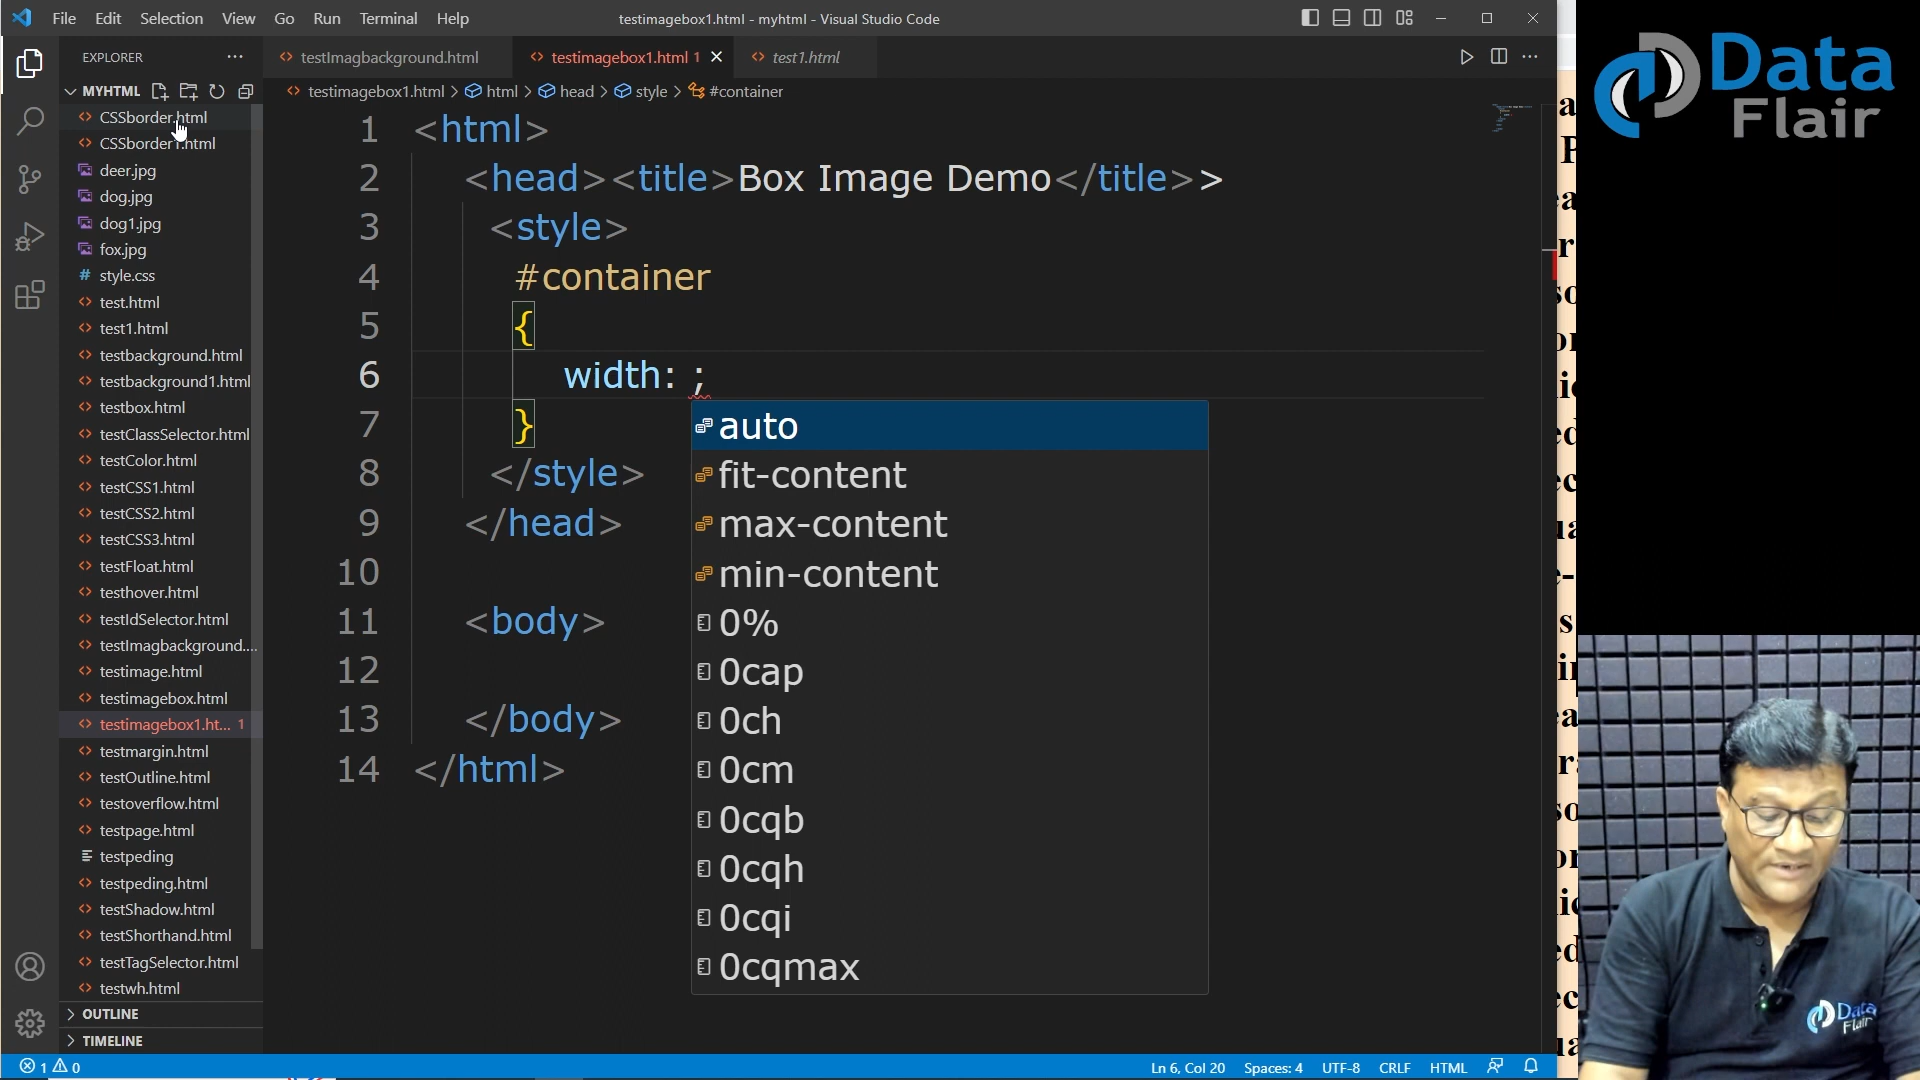 File Edit Selection View Go Run Terminal Help
testimagebox1.html - myhtml - Visual Studio Code
Data
Flair
EXPLORER
testImagbackground.html
testimagebox1.html 1
test1.html
MYHTML
testimagebox1.html > html > head > style > #container
CSSborder.html
CSSborder1.html
deer.jpg
dog.jpg
dog1.jpg
fox.jpg
style.css
test.html
test1.html
testbackground.html
testbackground1.html
testbox.html
testClassSelector.html
testColor.html
testCSS1.html
testCSS2.html
testCSS3.html
testFloat.html
testhover.html
testIdSelector.html
testImagbackground....
testimage.html
testimagebox.html
testimagebox1.ht... 1
testmargin.html
testOutline.html
testoverflow.html
testpage.html
testpeding
testpeding.html
testShadow.html
testShorthand.html
testTagSelector.html
testwh.html
OUTLINE
TIMELINE
1 <html>
2 <head><title>Box Image Demo</title>>
3 <style>
4 #container
5 {
6 width: ;
7 }
8 </style>
9 </head>
10
11 <body>
12
13 </body>
14 </html>
auto
fit-content
max-content
min-content
0%
0cap
0ch
0cm
0cqb
0cqh
0cqi
0cqmax
Data
Flair
1 0
Ln 6, Col 20 Spaces: 4 UTF-8 CRLF HTML